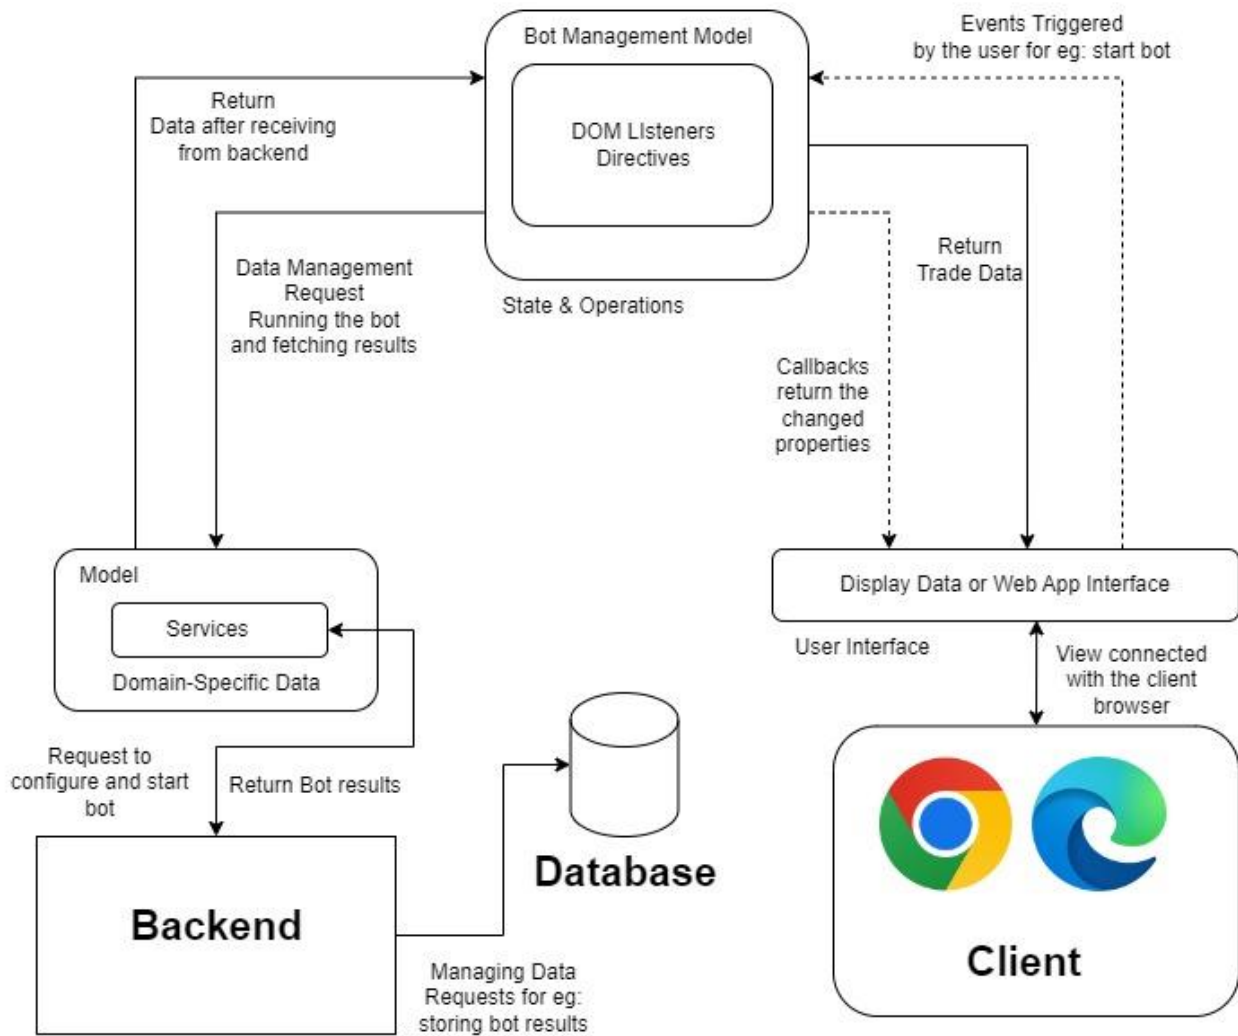 Bot Management Model
DOM LIsteners
Directives
State & Operations
Events Triggered
by the user for eg: start bot
Return
Data after receiving
from backend
Data Management
Request
Running the bot
and fetching results
Return
Trade Data
Callbacks
return the
changed
properties
Model
Services
Domain-Specific Data
Display Data or Web App Interface
User Interface
View connected
with the client
browser
Request to
configure and start
bot
Return Bot results
Database
Backend
Managing Data
Requests for eg:
storing bot results
Client